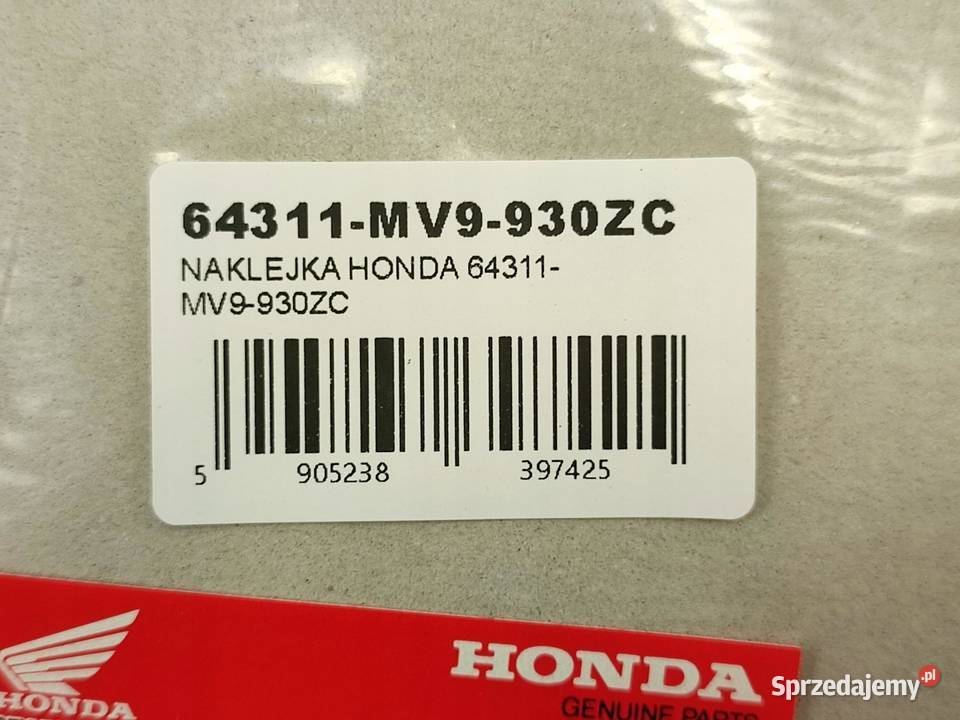 64311-MV9-930ZC
NAKLEJKA HONDA 64311-
MV9-930ZC
5 905238 397425
HONDA
HONDA
GENUINE PARTS
Sprzedajemy.pl